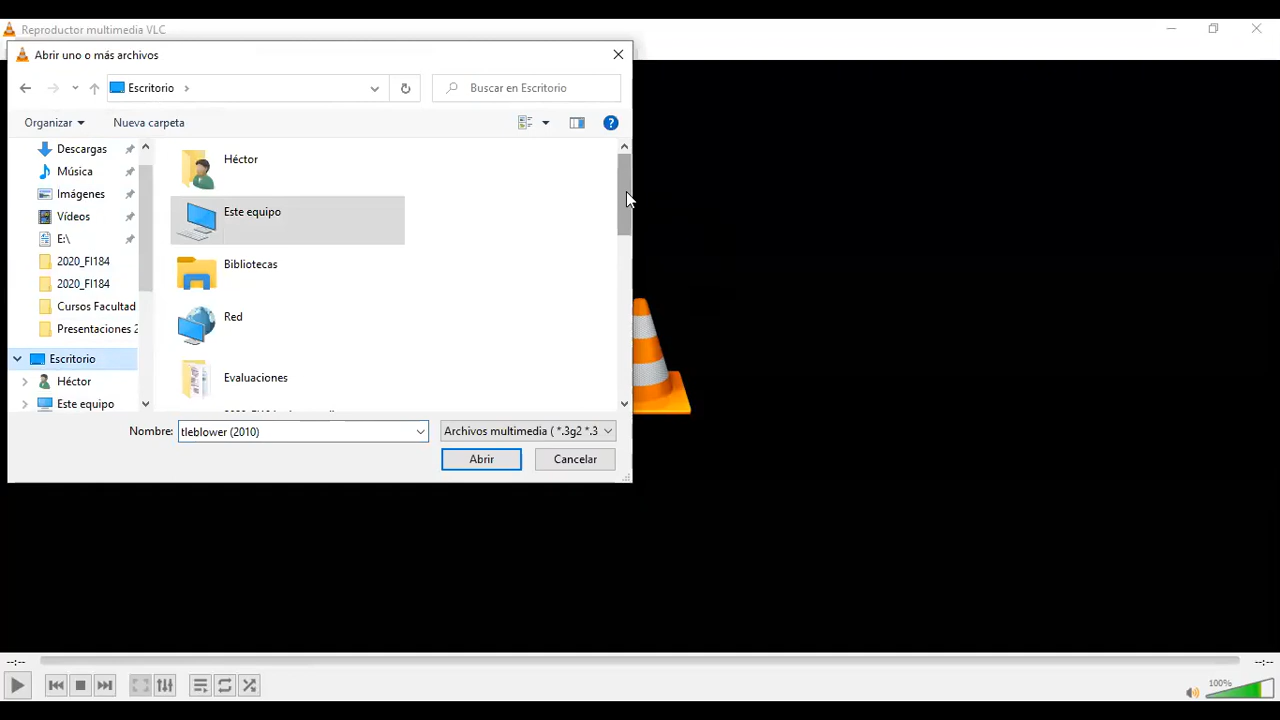 Reproductor multimedia VLC
Abrir uno o más archivos
Escritorio
Buscar en Escritorio
Organizar
Nueva carpeta
Descargas
Música
Imágenes
Vídeos
E:\
2020_FI184
2020_FI184
Cursos Facultad
Presentaciones 2
Escritorio
Héctor
Este equipo
Héctor
Este equipo
Bibliotecas
Red
Evaluaciones
Nombre:
tleblower (2010)
Archivos multimedia ( *.3g2 *.3
Abrir
Cancelar
--:--
--:--
100%